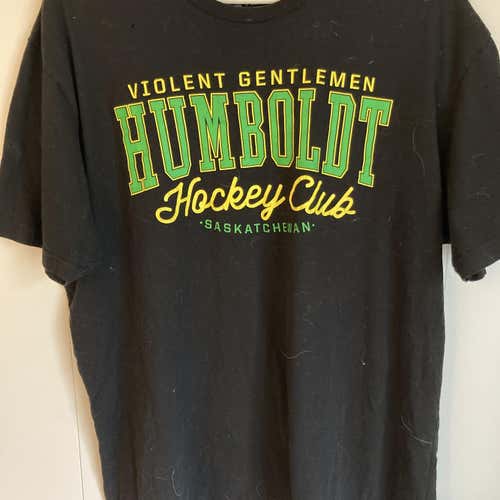 VIOLENT GENTLEMEN
HUMBOLDT
Hockey Club
·SASKATCHEWAN·